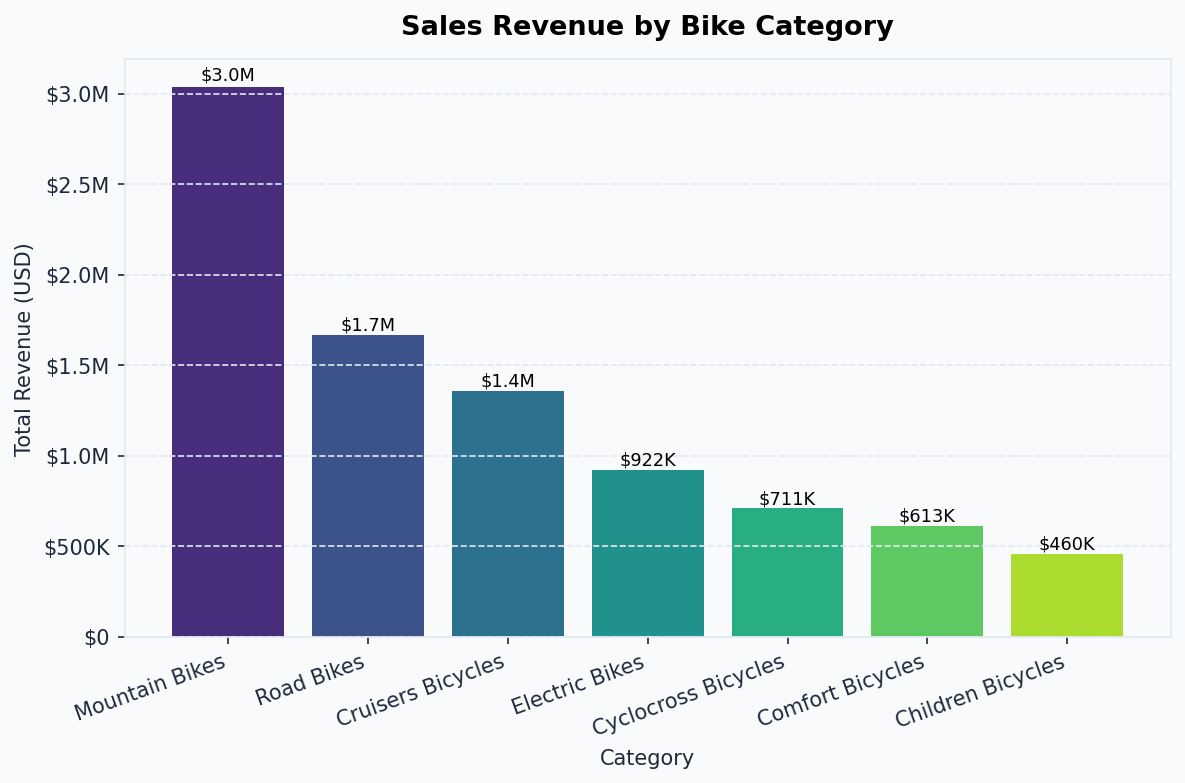 Sales Revenue by Bike Category
Total Revenue (USD)
$3.0M
$2.5M
$2.0M
$1.5M
$1.0M
$500K
$0
$3.0M
$1.7M
$1.4M
$922K
$711K
$613K
$460K
Mountain Bikes
Road Bikes
Cruisers Bicycles
Electric Bikes
Cyclocross Bicycles
Comfort Bicycles
Children Bicycles
Category